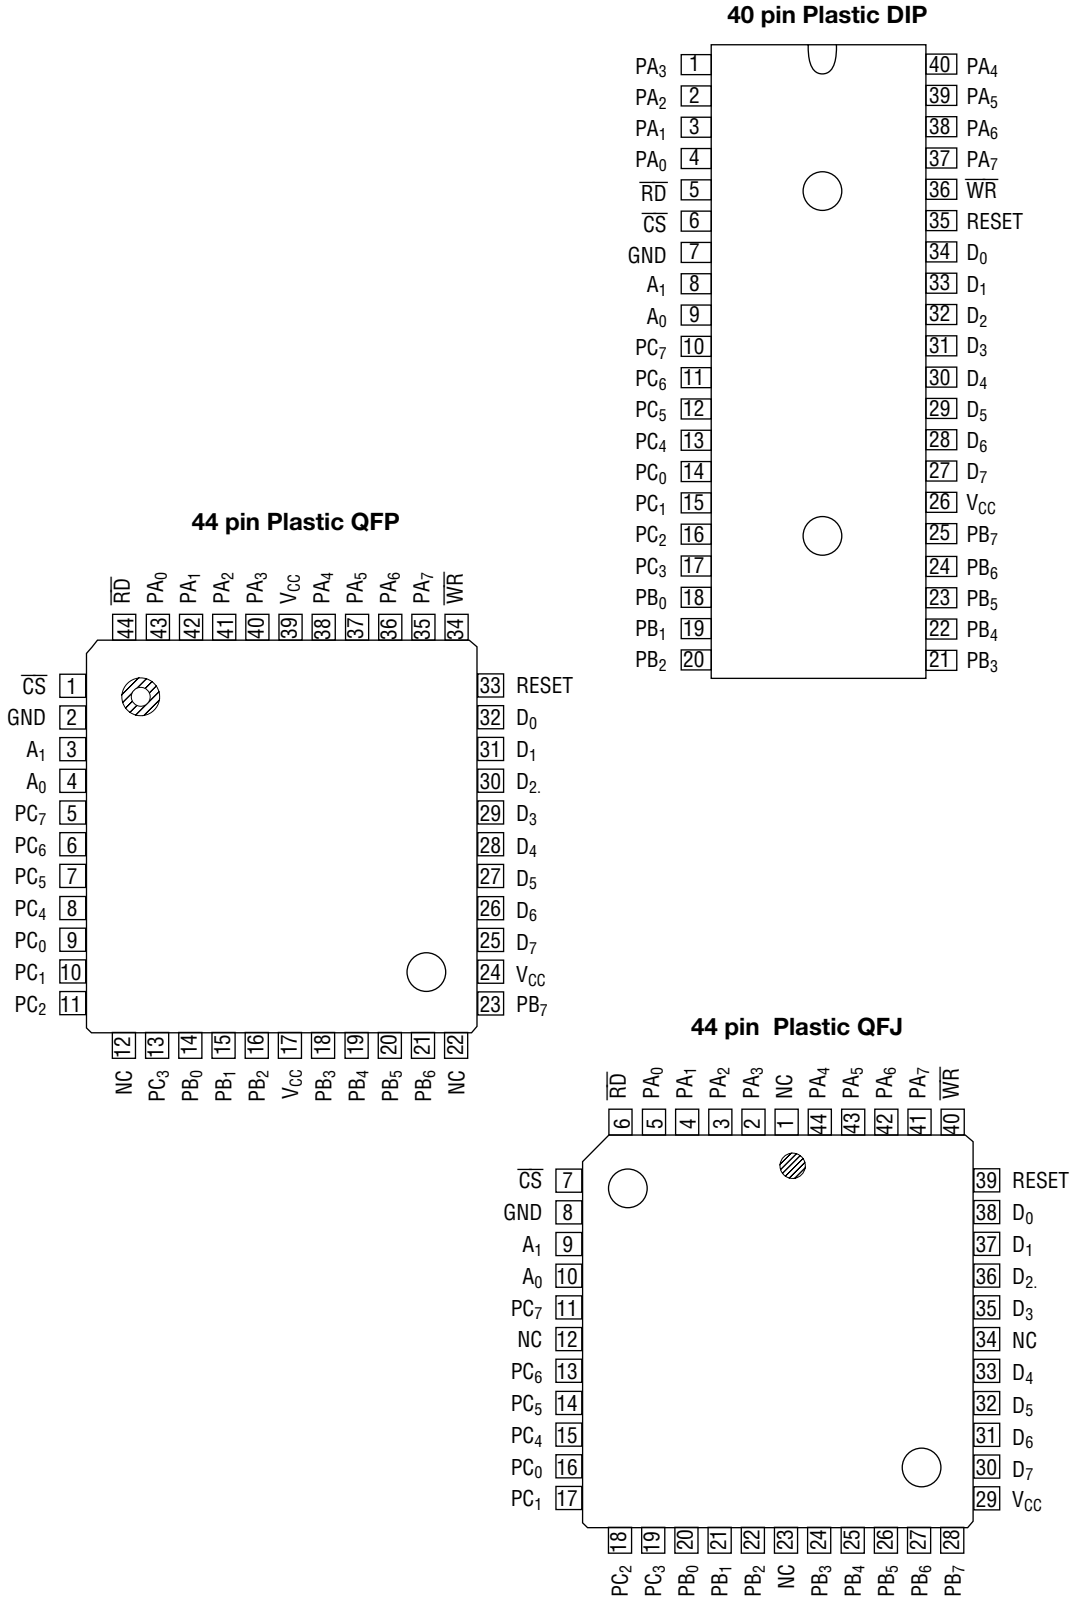 40 pin Plastic DIP
PA3 1 40 PA4
PA2 2 39 PA5
PA1 3 38 PA6
PA0 4 37 PA7
RD 5 36 WR
CS 6 35 RESET
GND 7 34 D0
A1 8 33 D1
A0 9 32 D2
PC7 10 31 D3
PC6 11 30 D4
PC5 12 29 D5
PC4 13 28 D6
PC0 14 27 D7
PC1 15 26 VCC
PC2 16 25 PB7
PC3 17 24 PB6
PB0 18 23 PB5
PB1 19 22 PB4
PB2 20 21 PB3
44 pin Plastic QFP
RD PA0 PA1 PA2 PA3 VCC PA4 PA5 PA6 PA7 WR
44 43 42 41 40 39 38 37 36 35 34
CS 1 33 RESET
GND 2 32 D0
A1 3 31 D1
A0 4 30 D2.
PC7 5 29 D3
PC6 6 28 D4
PC5 7 27 D5
PC4 8 26 D6
PC0 9 25 D7
PC1 10 24 VCC
PC2 11 23 PB7
12 13 14 15 16 17 18 19 20 21 22
NC PC3 PB0 PB1 PB2 VCC PB3 PB4 PB5 PB6 NC
44 pin Plastic QFJ
RD PA0 PA1 PA2 PA3 NC PA4 PA5 PA6 PA7 WR
6 5 4 3 2 1 44 43 42 41 40
CS 7 39 RESET
GND 8 38 D0
A1 9 37 D1
A0 10 36 D2.
PC7 11 35 D3
NC 12 34 NC
PC6 13 33 D4
PC5 14 32 D5
PC4 15 31 D6
PC0 16 30 D7
PC1 17 29 VCC
18 19 20 21 22 23 24 25 26 27 28
PC2 PC3 PB0 PB1 PB2 NC PB3 PB4 PB5 PB6 PB7